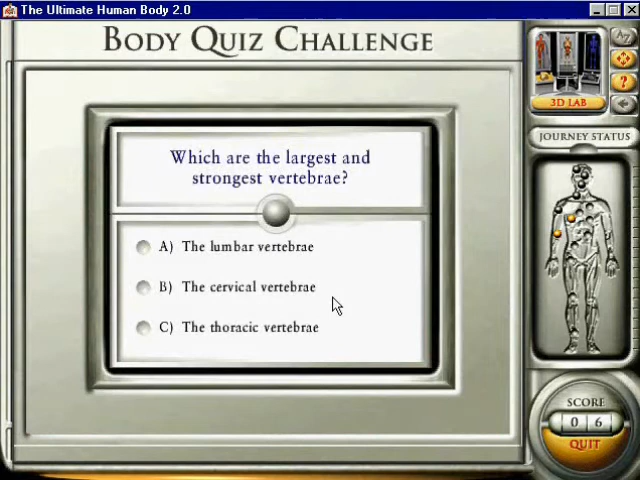 The Ultimate Human Body 2.0
BODY QUIZ CHALLENGE
Which are the largest and
strongest vertebrae?
A) The lumbar vertebrae
B) The cervical vertebrae
C) The thoracic vertebrae
AZ
?
3D LAB
JOURNEY STATUS
SCORE
0 6
QUIT